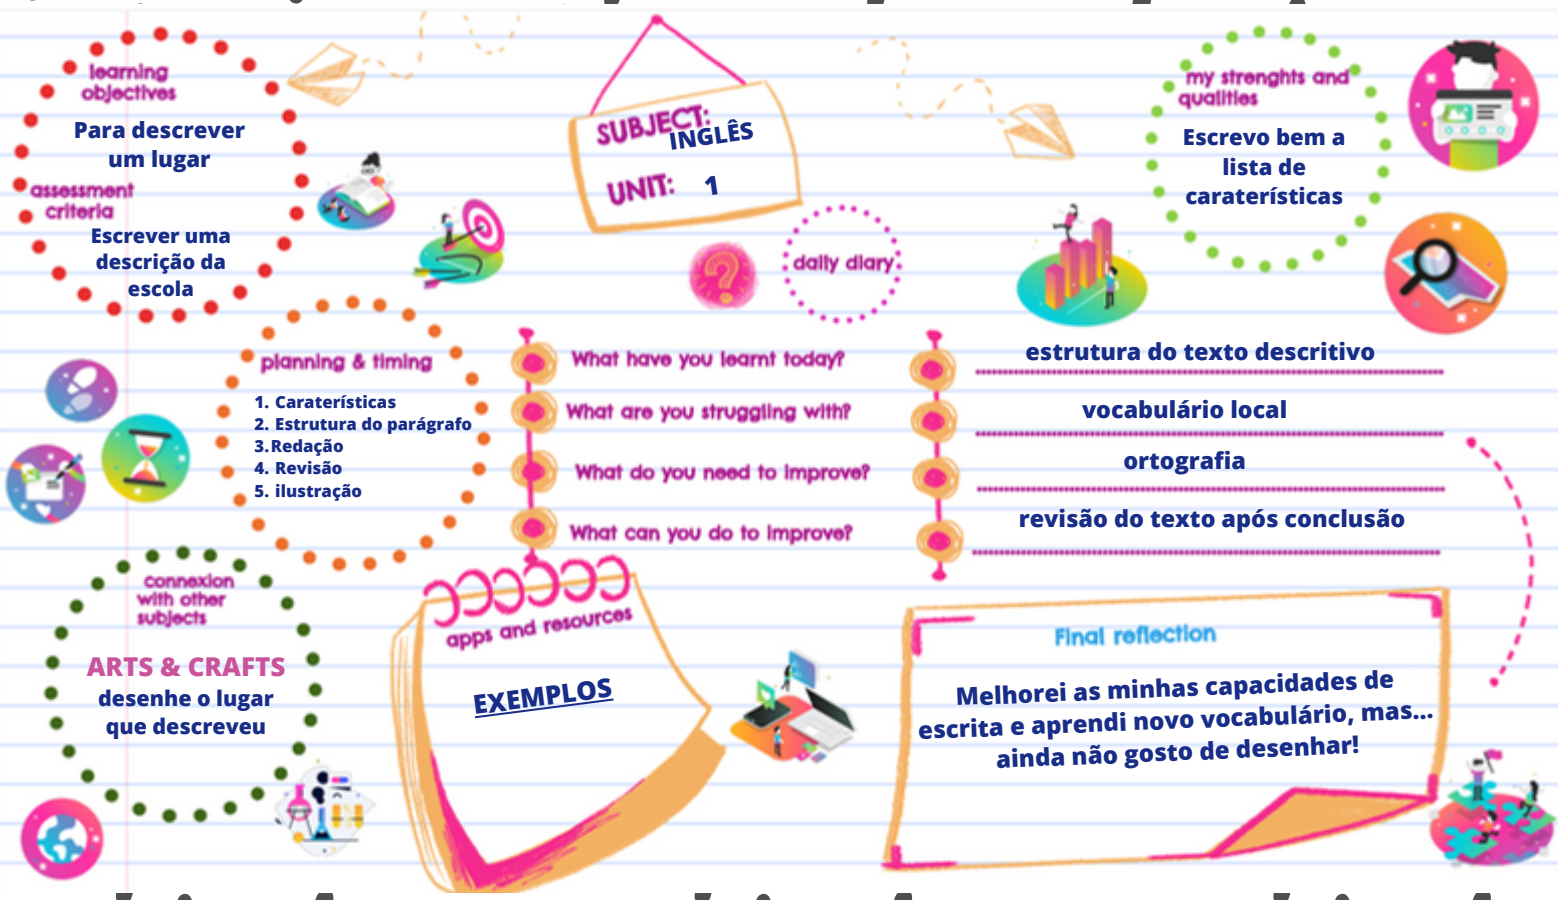 learning
objectives
Para descrever
um lugar
assessment
criteria
Escrever uma
descrição da
escola
SUBJECT:
INGLÊS
UNIT: 1
my strenghts and
qualities
Escrevo bem a
lista de
caraterísticas
daily diary
planning & timing
1. Caraterísticas
2. Estrutura do parágrafo
3.Redação
4. Revisão
5. ilustração
What have you learnt today?
estrutura do texto descritivo
What are you struggling with?
vocabulário local
What do you need to improve?
ortografia
What can you do to improve?
revisão do texto após conclusão
connexion
with other
subjects
ARTS & CRAFTS
desenhe o lugar
que descreveu
apps and resources
EXEMPLOS
Final reflection
Melhorei as minhas capacidades de
escrita e aprendi novo vocabulário, mas...
ainda não gosto de desenhar!